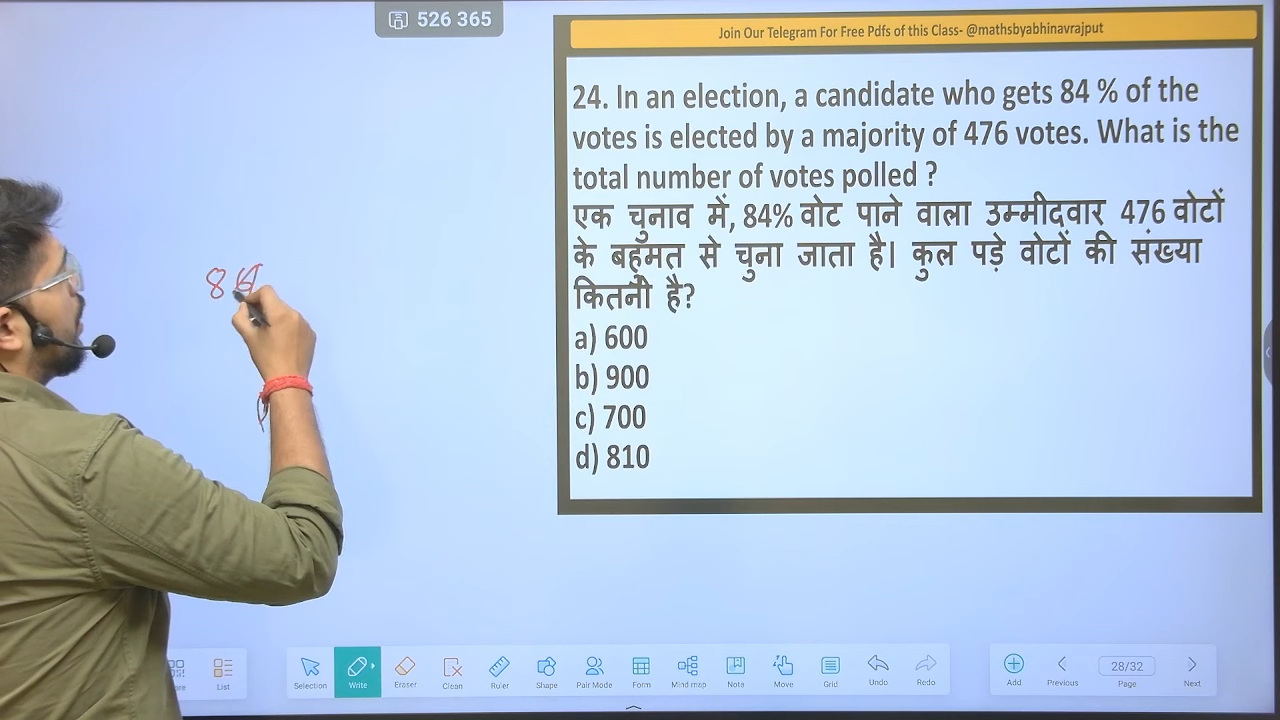 526 365
Join Our Telegram For Free Pdfs of this Class- @mathsbyabhinavrajput
24. In an election, a candidate who gets 84 % of the
votes is elected by a majority of 476 votes. What is the
total number of votes polled ?
एक चुनाव में, 84% वोट पाने वाला उम्मीदवार 476 वोटों
के बहुमत से चुना जाता है। कुल पड़े वोटों की संख्या
कितनी है?
a) 600
b) 900
c) 700
d) 810
List
Selection
Write
Eraser
Clean
Ruler
Shape
Pair Mode
Form
Mind map
Note
Move
Grid
Undo
Redo
Add
Previous
28/32
Page
Next